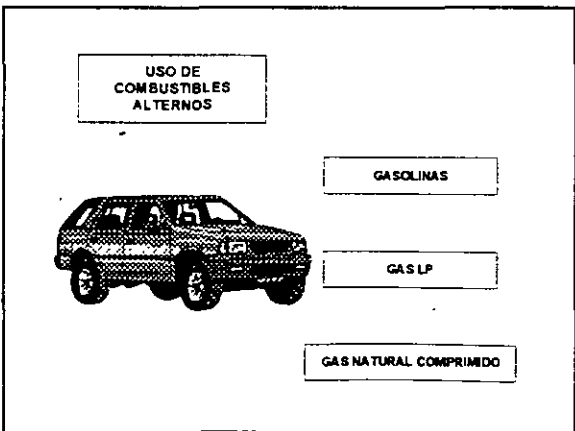 USO DE
COMBUSTIBLES
ALTERNOS
GASOLINAS
GAS LP
GAS NATURAL COMPRIMIDO